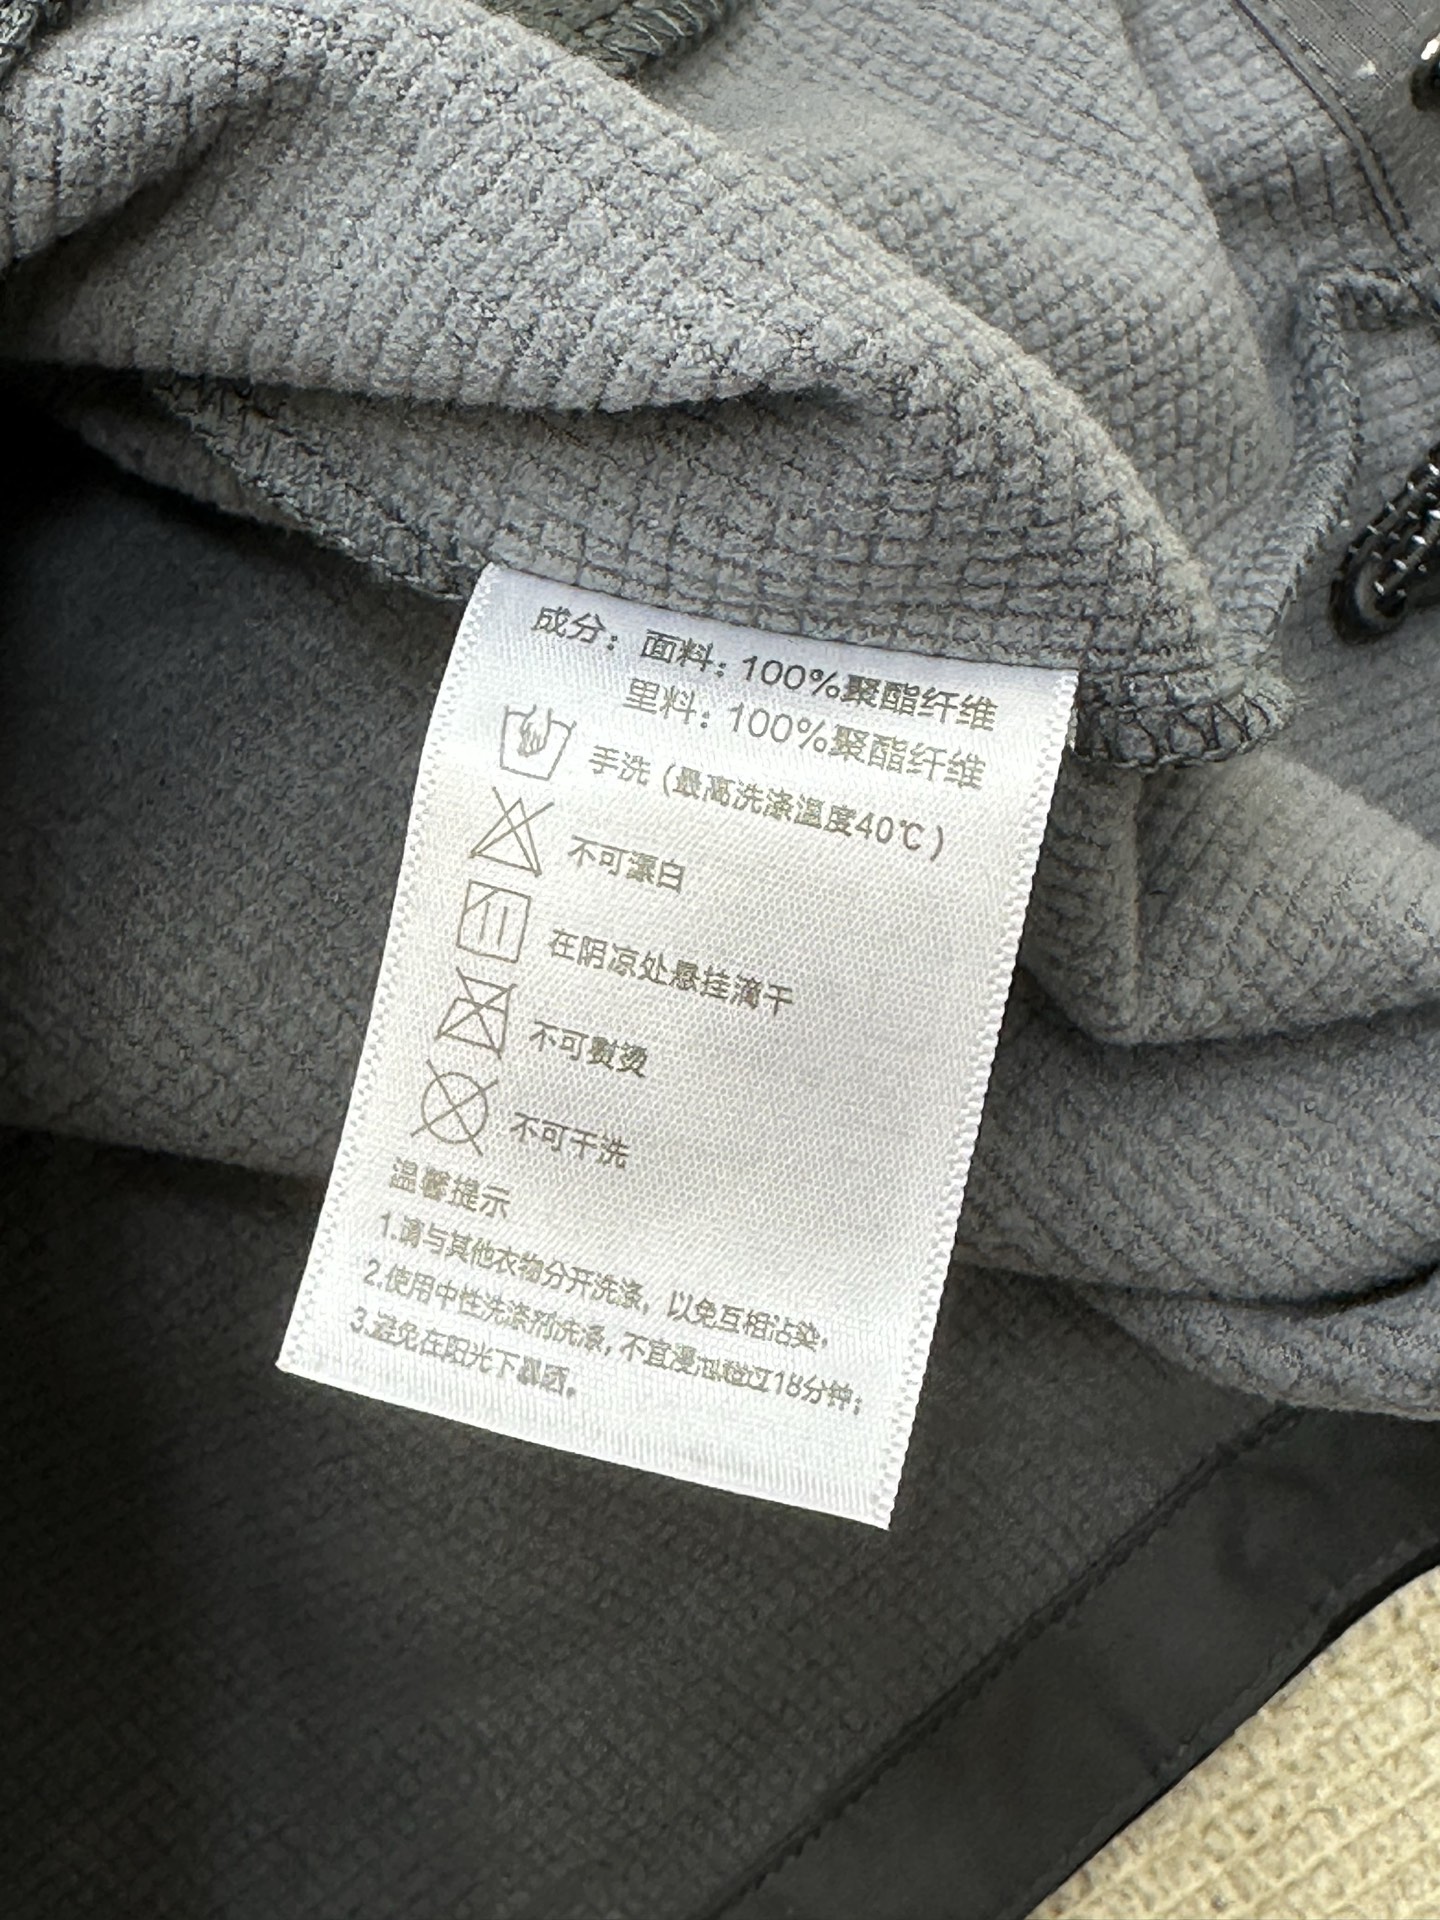 成分：面料：100%聚酯纤维
里料：100%聚酯纤维
手洗 (最高洗涤温度40℃)
不可漂白
在阴凉处悬挂滴干
不可熨烫
不可干洗
温馨提示
1.请与其他衣物分开洗涤，以免互相沾染，
2.使用中性洗涤剂洗涤,不宜浸泡超过18分钟；
3.避免在阳光下暴晒。